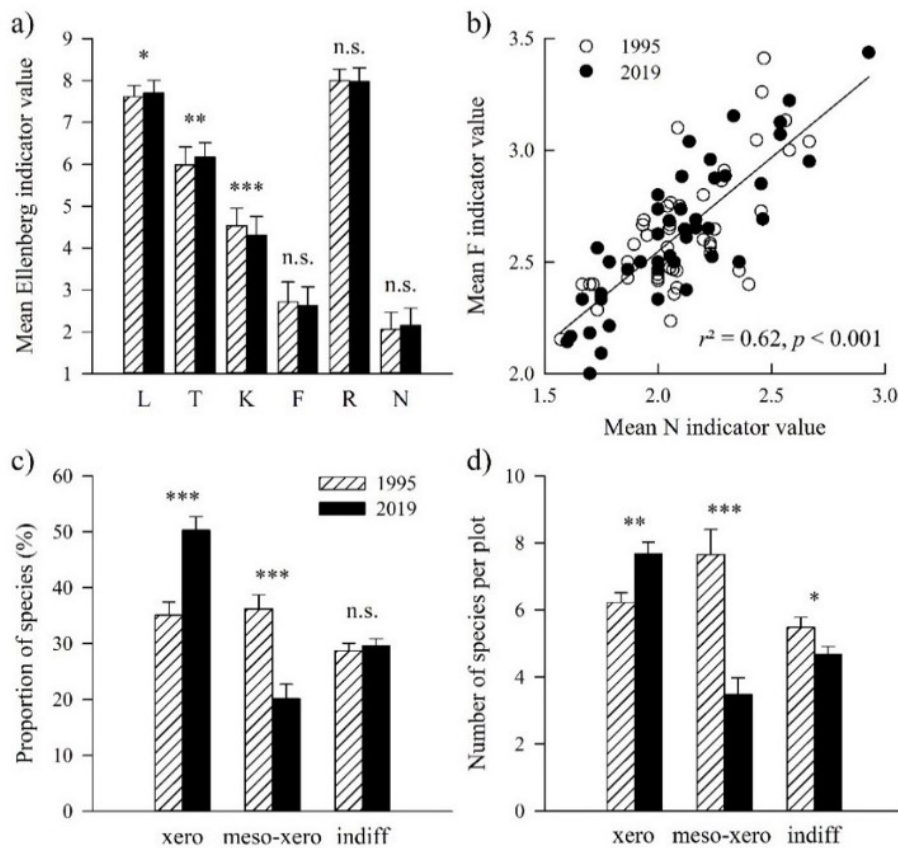 a)
Mean Ellenberg indicator value
9
8
7
6
5
4
3
2
1
*
**
***
n.s.
n.s.
n.s.
L T K F R N
b)
Mean F indicator value
3.5
3.0
2.5
2.0
1995
2019
r² = 0.62, p < 0.001
1.5 2.0 2.5 3.0
Mean N indicator value
c)
Proportion of species (%)
60
50
40
30
20
10
0
1995
2019
***
***
n.s.
xero meso-xero indiff
d)
Number of species per plot
10
8
6
4
2
0
**
***
*
xero meso-xero indiff